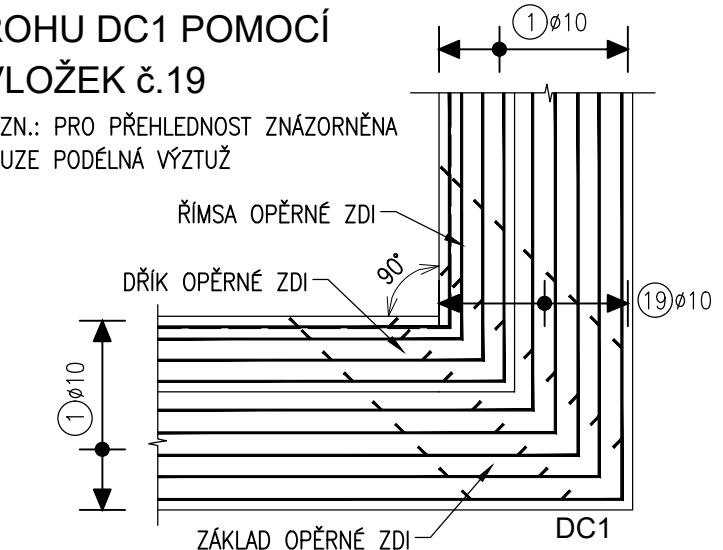 ROHU DC1 POMOCÍ
VLOŽEK č.19
ZN.: PRO PŘEHLEDNOST ZNÁZORNĚNA
UZE PODÉLNÁ VÝZTUŽ
1 ø10
ŘÍMSA OPĚRNÉ ZDI
90°
DŘÍK OPĚRNÉ ZDI
19 ø10
1 ø10
ZÁKLAD OPĚRNÉ ZDI
DC1